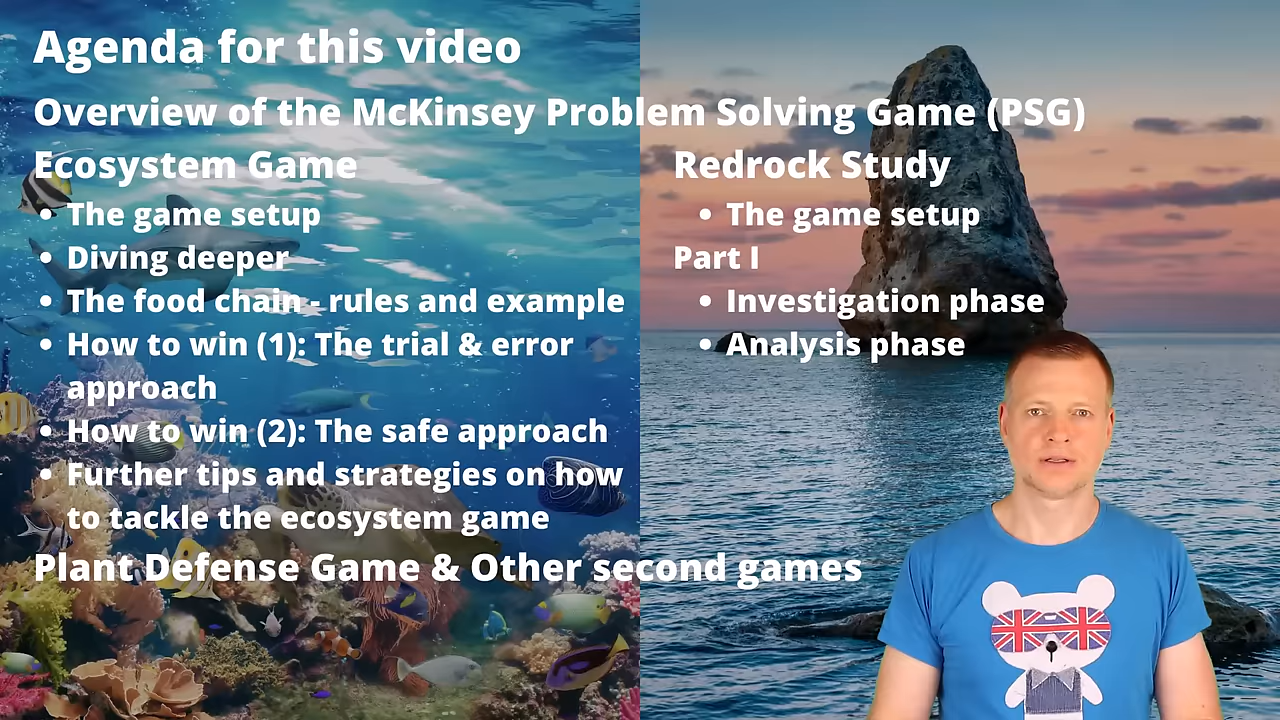 Agenda for this video
Overview of the McKinsey Problem Solving Game (PSG)
Ecosystem Game
• The game setup
• Diving deeper
• The food chain - rules and example
• How to win (1): The trial & error
approach
• How to win (2): The safe approach
• Further tips and strategies on how
to tackle the ecosystem game
Redrock Study
• The game setup
Part I
• Investigation phase
• Analysis phase
Plant Defense Game & Other second games